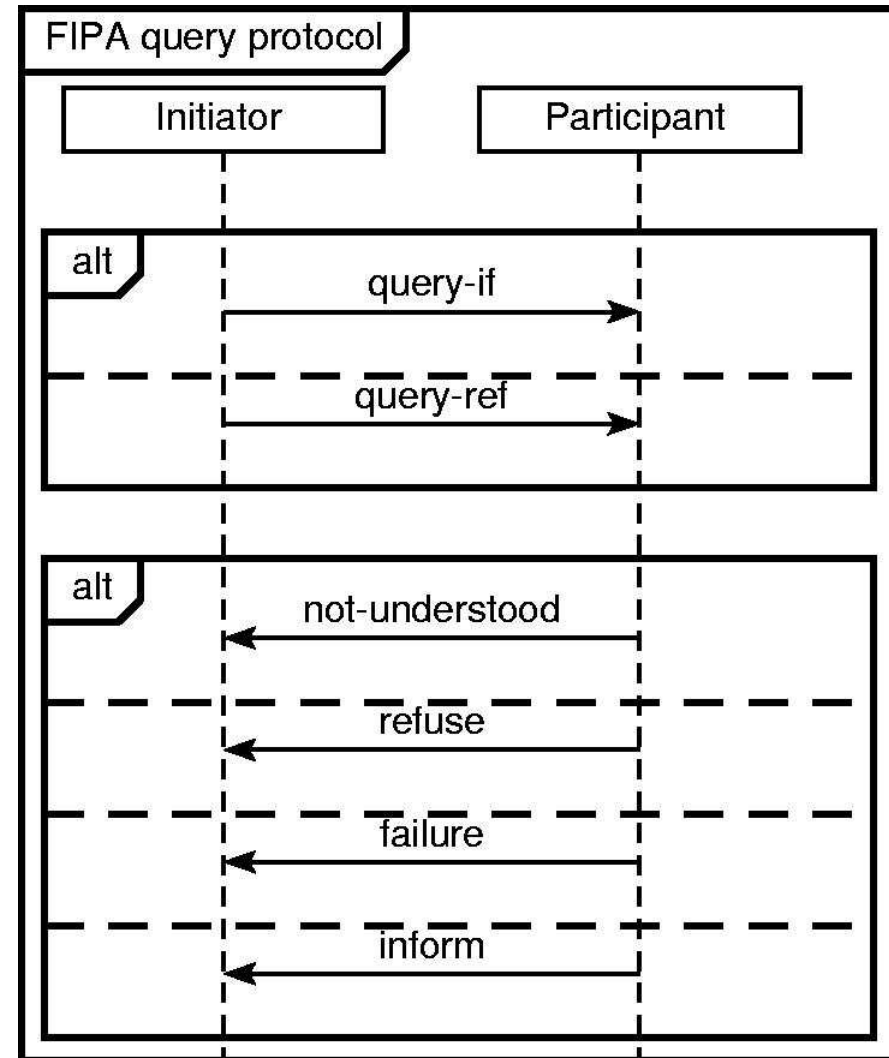 FIPA query protocol
Initiator
Participant
alt
query-if
query-ref
alt
not-understood
refuse
failure
inform